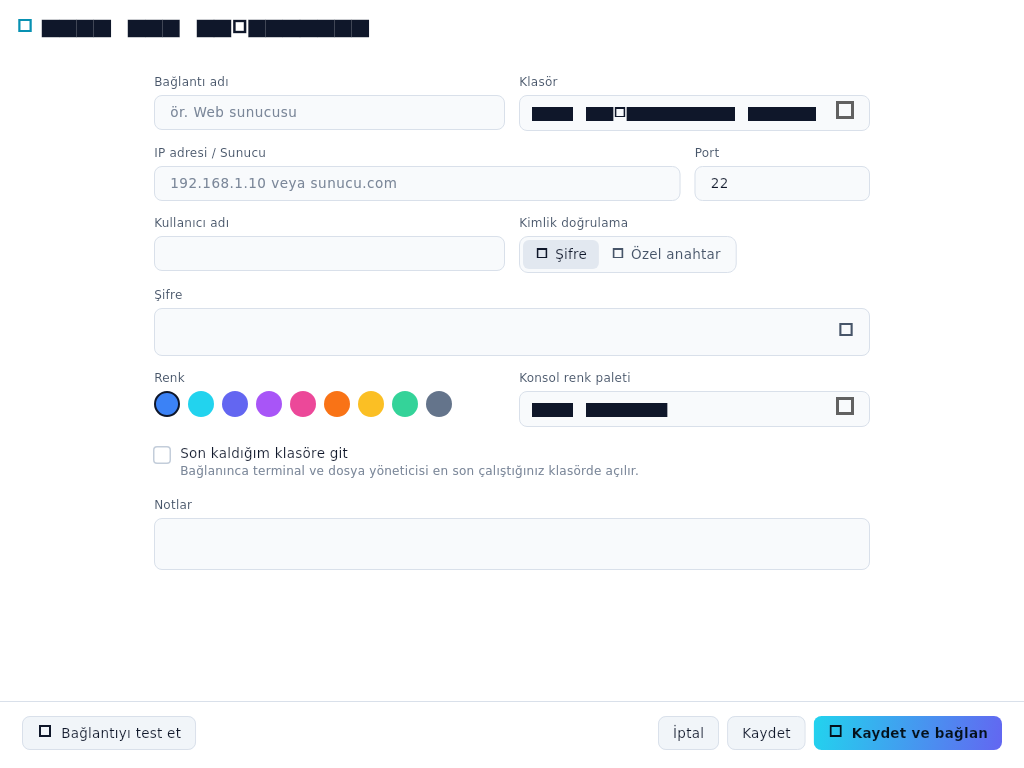 Bağlantı adı
Klasör
ör. Web sunucusu
IP adresi / Sunucu
Port
192.168.1.10 veya sunucu.com
22
Kullanıcı adı
Kimlik doğrulama
Şifre
Özel anahtar
Şifre
Renk
Konsol renk paleti
Son kaldığım klasöre git
Bağlanınca terminal ve dosya yöneticisi en son çalıştığınız klasörde açılır.
Notlar
Bağlantıyı test et
İptal
Kaydet
Kaydet ve bağlan